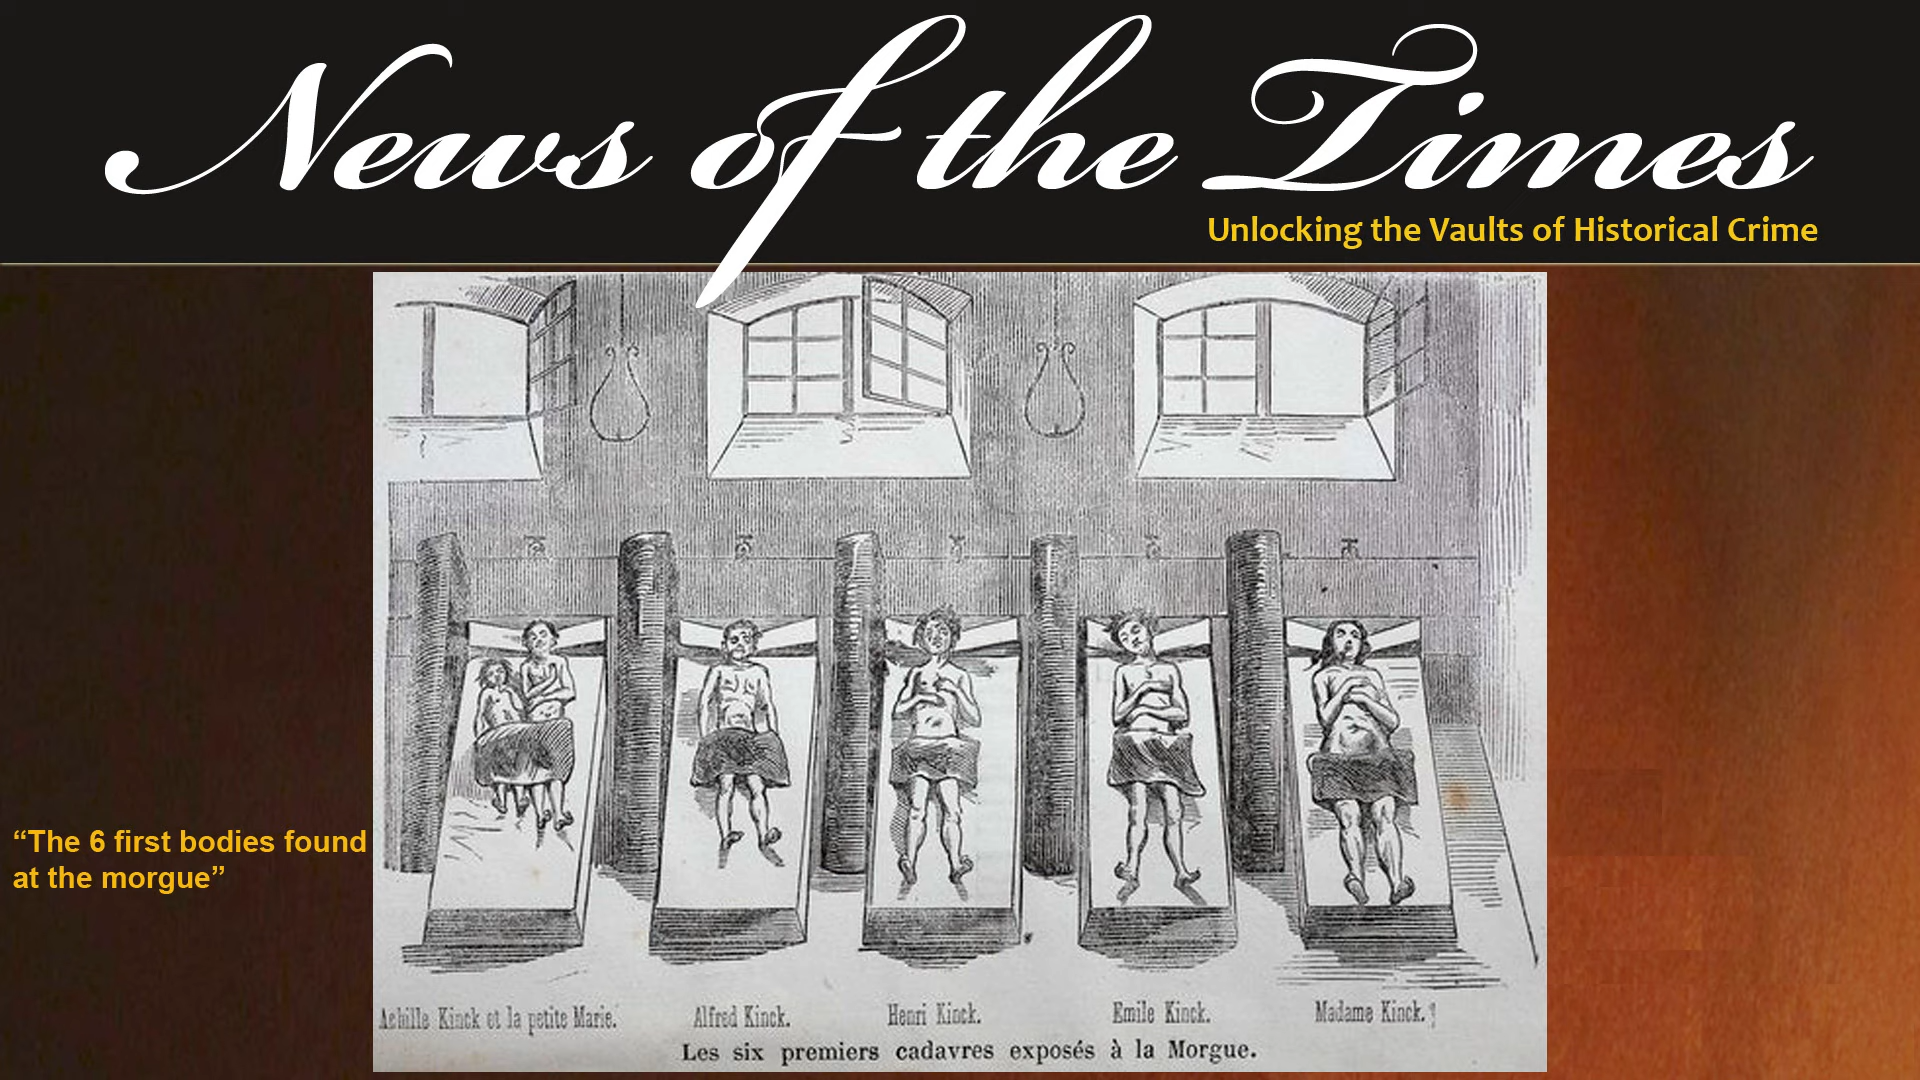 News of the Times
Unlocking the Vaults of Historical Crime
“The 6 first bodies found
at the morgue”
Achille Kinck et la petite Marie.
Alfred Kinck.
Henri Kinck.
Emile Kinck.
Madame Kinck.
Les six premiers cadavres exposés à la Morgue.